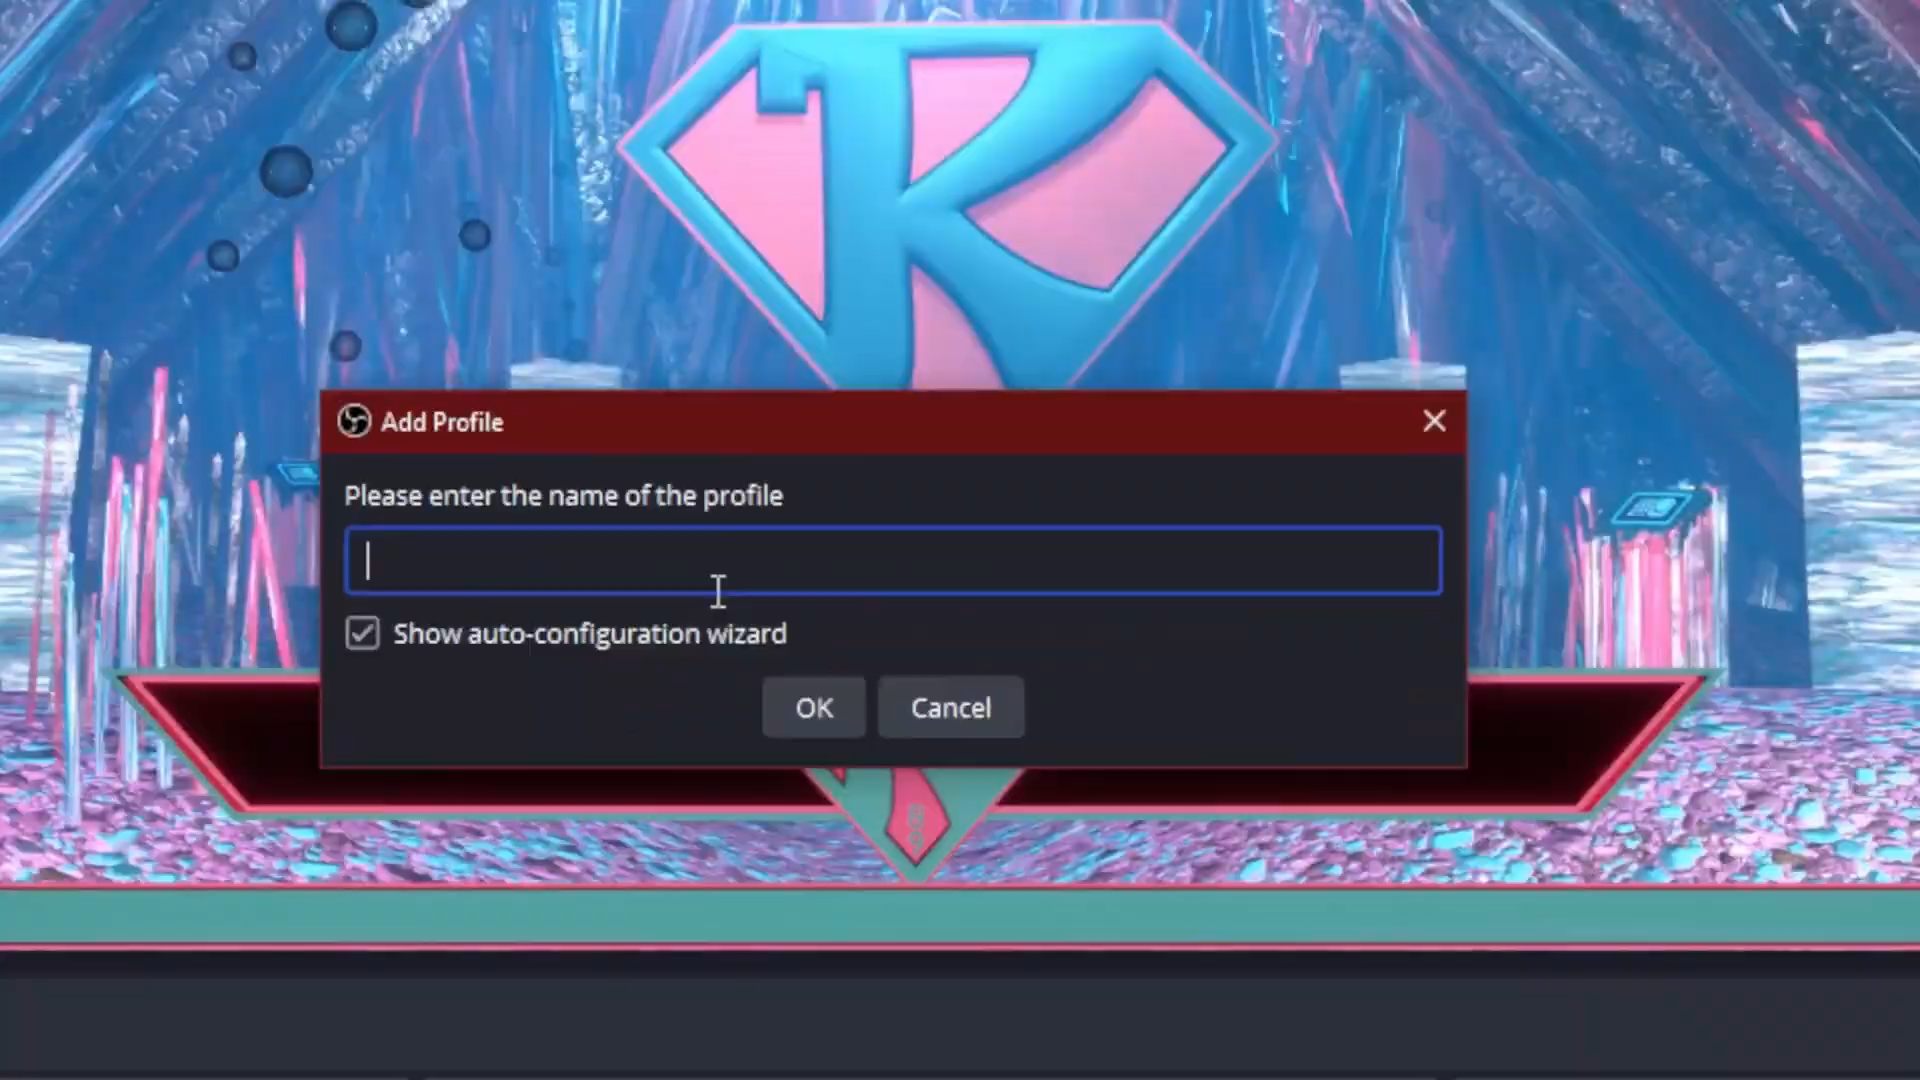 K
Add Profile
Please enter the name of the profile
Show auto-configuration wizard
OK
Cancel